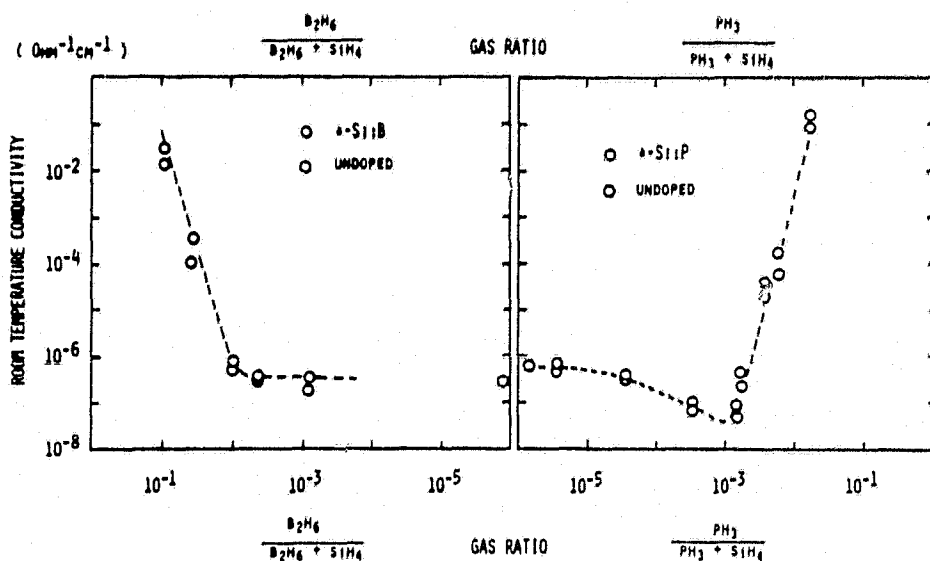 ( OHM⁻¹CM⁻¹ )
B₂H₆
B₂H₆ + SIH₄
GAS RATIO
PH₃
PH₃ + SIH₄
ROOM TEMPERATURE CONDUCTIVITY
10⁻²
10⁻⁴
10⁻⁶
10⁻⁸
A-SI:B
UNDOPED
A-SI:P
UNDOPED
10⁻¹ 10⁻³ 10⁻⁵ 10⁻⁵ 10⁻³ 10⁻¹
B₂H₆
B₂H₆ + SIH₄
GAS RATIO
PH₃
PH₃ + SIH₄